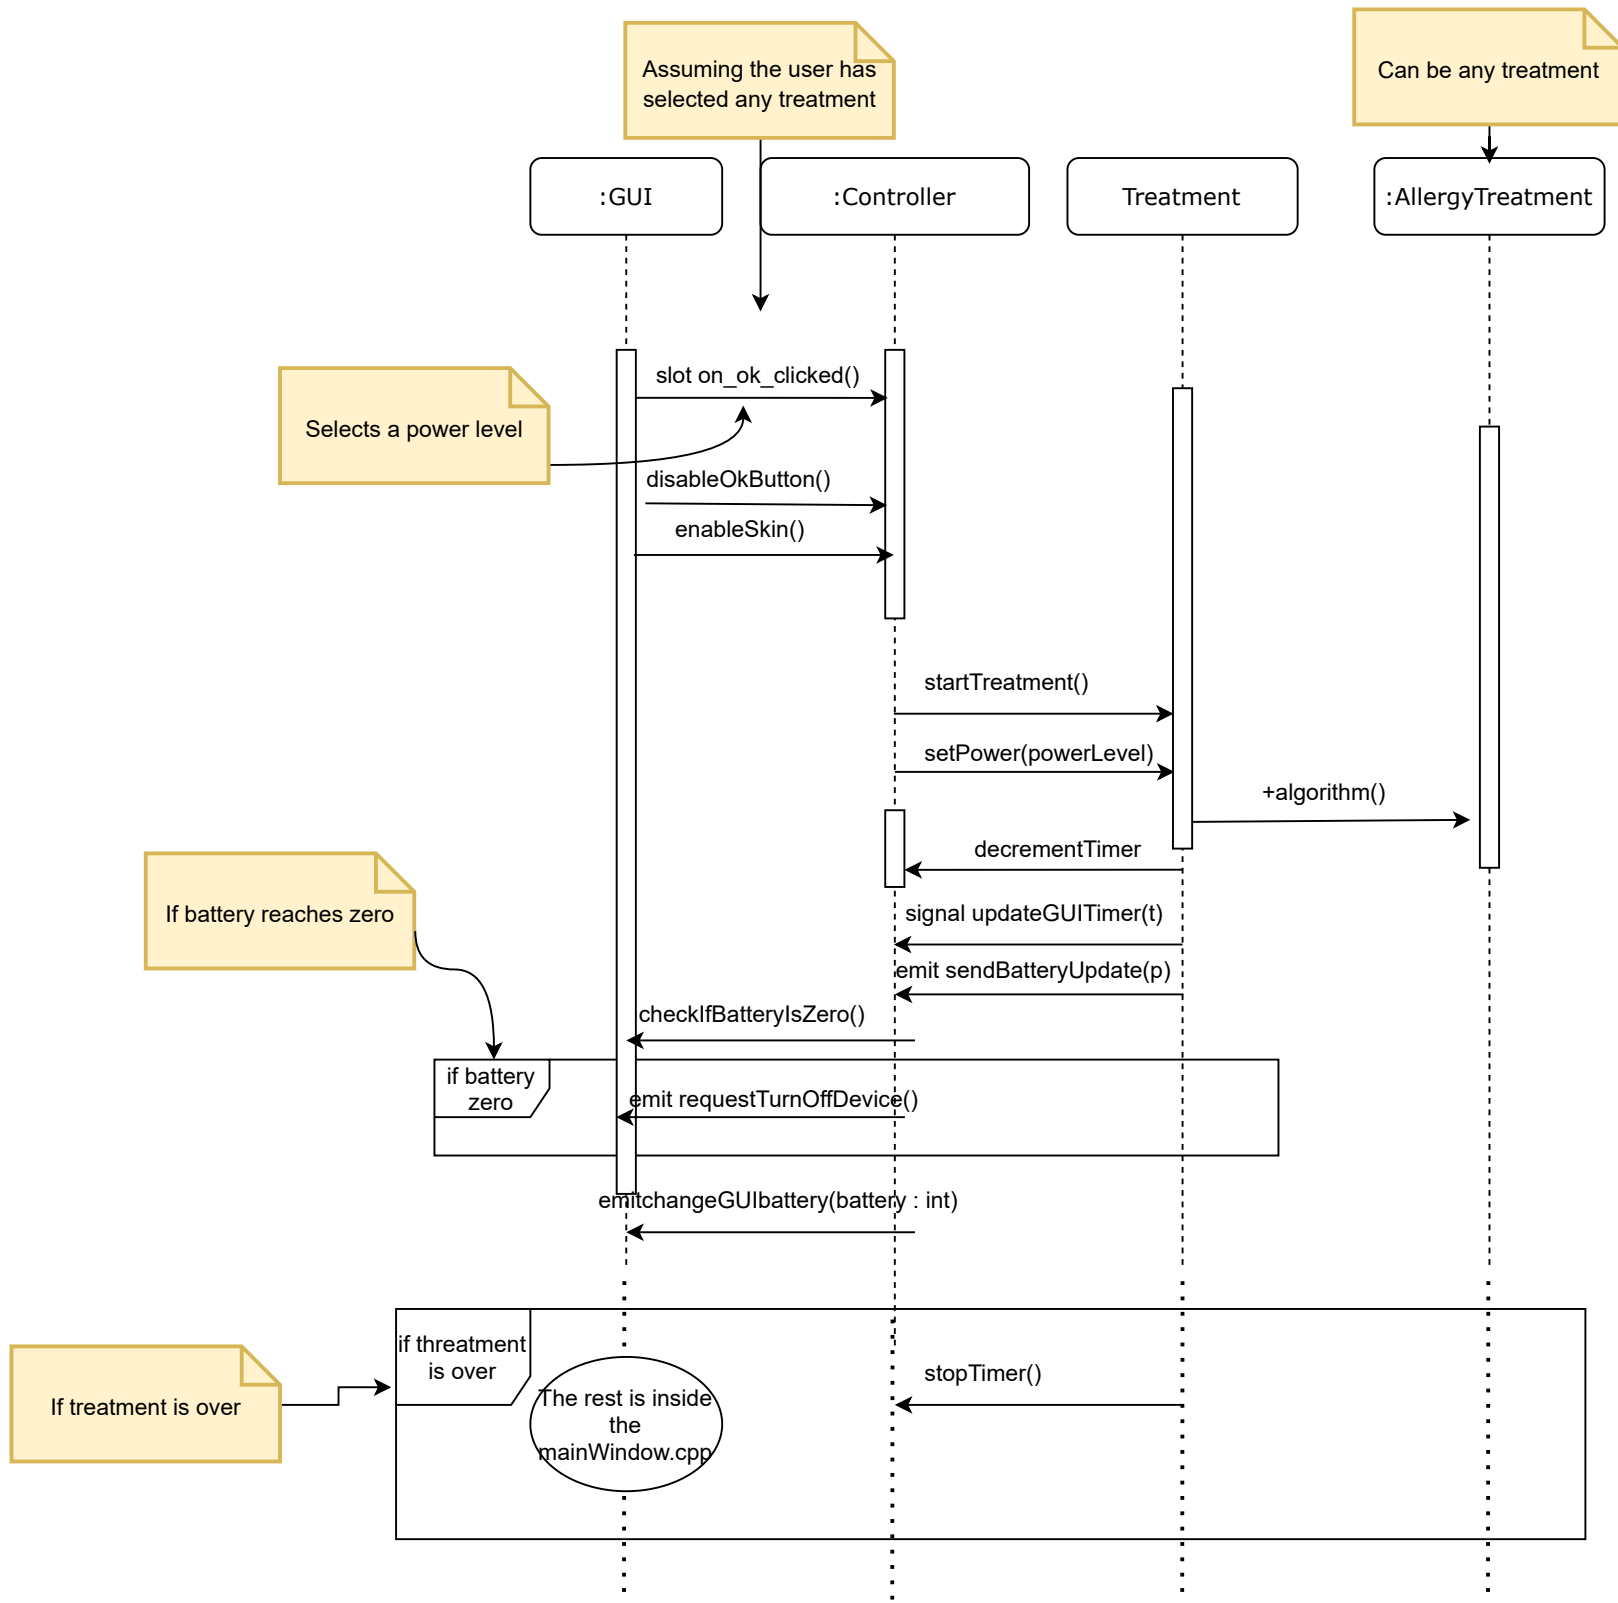 Assuming the user has
selected any treatment
Can be any treatment
:GUI
:Controller
Treatment
:AllergyTreatment
slot on_ok_clicked()
Selects a power level
disableOkButton()
enableSkin()
startTreatment()
setPower(powerLevel)
+algorithm()
decrementTimer
If battery reaches zero
signal updateGUITimer(t)
emit sendBatteryUpdate(p)
checkIfBatteryIsZero()
if battery
zero
emit requestTurnOffDevice()
emitchangeGUIbattery(battery : int)
if threatment
is over
If treatment is over
The rest is inside
the
mainWindow.cpp
stopTimer()